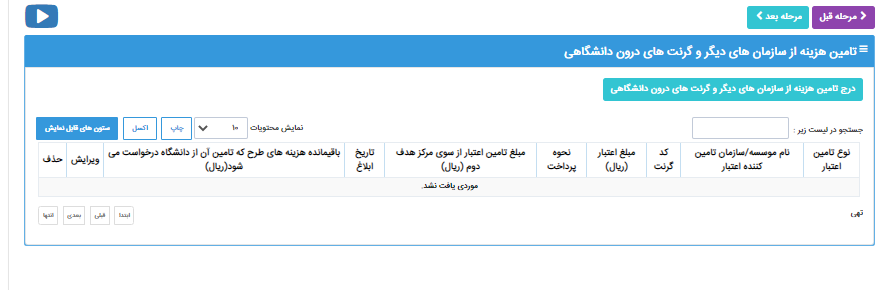 مرحله قبل
مرحله بعد
تامین هزینه از سازمان های دیگر و گرنت های درون دانشگاهی
درج تامین هزینه از سازمان های دیگر و گرنت های درون دانشگاهی
جستجو در لیست زیر :
نمایش محتویات ۱۰
چاپ
اکسل
ستون های قابل نمایش
نوع تامین اعتبار
نام موسسه/سازمان تامین کننده اعتبار
کد گرنت
مبلغ اعتبار (ریال)
نحوه پرداخت
مبلغ تامین اعتبار از سوی مرکز هدف دوم (ریال)
تاریخ ابلاغ
باقیمانده هزینه های طرح که تامین آن از دانشگاه درخواست می شود(ریال)
ویرایش
حذف
موردی یافت نشد.
تهی
ابتدا
قبلی
بعدی
انتها